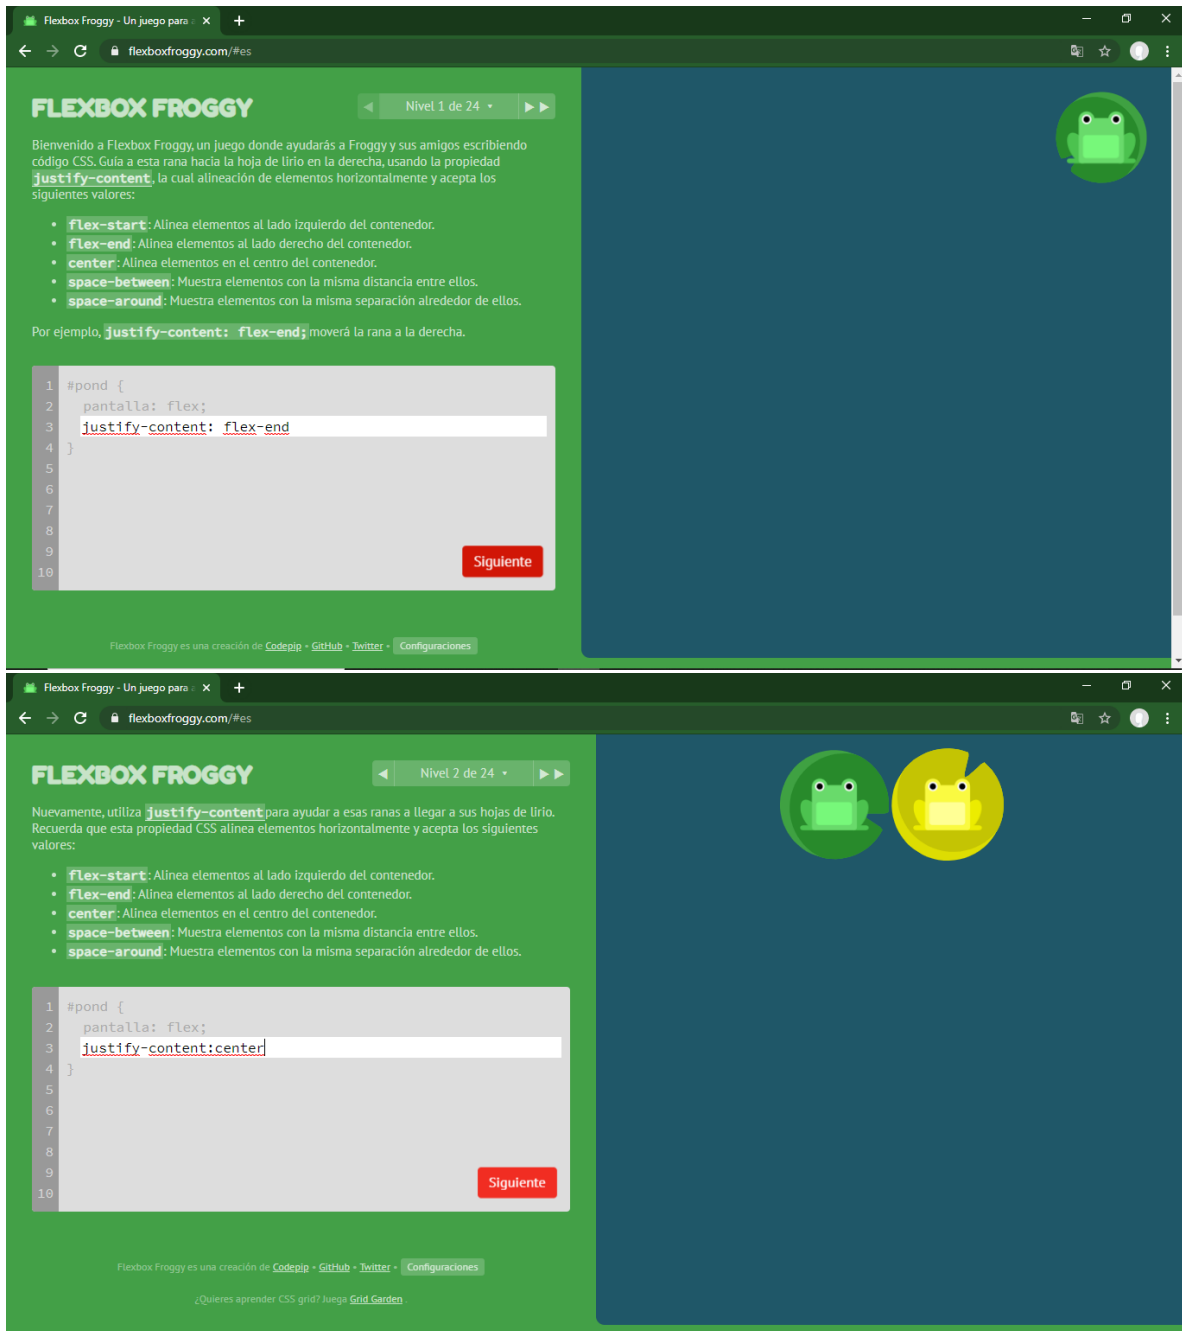 Flexbox Froggy - Un juego para
flexboxfroggy.com/#es
FLEXBOX FROGGY
Nivel 1 de 24
Bienvenido a Flexbox Froggy, un juego donde ayudarás a Froggy y sus amigos escribiendo
código CSS. Guía a esta rana hacia la hoja de lirio en la derecha, usando la propiedad
justify-content, la cual alineación de elementos horizontalmente y acepta los
siguientes valores:
• flex-start: Alinea elementos al lado izquierdo del contenedor.
• flex-end: Alinea elementos al lado derecho del contenedor.
• center: Alinea elementos en el centro del contenedor.
• space-between: Muestra elementos con la misma distancia entre ellos.
• space-around: Muestra elementos con la misma separación alrededor de ellos.
Por ejemplo, justify-content: flex-end; moverá la rana a la derecha.
1 #pond {
2 pantalla: flex;
3 justify-content: flex-end
4 }
5
6
7
8
9
10
Siguiente
Flexbox Froggy es una creación de Codepip • GitHub • Twitter • Configuraciones
Flexbox Froggy - Un juego para
flexboxfroggy.com/#es
FLEXBOX FROGGY
Nivel 2 de 24
Nuevamente, utiliza justify-content para ayudar a esas ranas a llegar a sus hojas de lirio.
Recuerda que esta propiedad CSS alinea elementos horizontalmente y acepta los siguientes
valores:
• flex-start: Alinea elementos al lado izquierdo del contenedor.
• flex-end: Alinea elementos al lado derecho del contenedor.
• center: Alinea elementos en el centro del contenedor.
• space-between: Muestra elementos con la misma distancia entre ellos.
• space-around: Muestra elementos con la misma separación alrededor de ellos.
1 #pond {
2 pantalla: flex;
3 justify-content:center
4 }
5
6
7
8
9
10
Siguiente
Flexbox Froggy es una creación de Codepip • GitHub • Twitter • Configuraciones
¿Quieres aprender CSS grid? Juega Grid Garden .